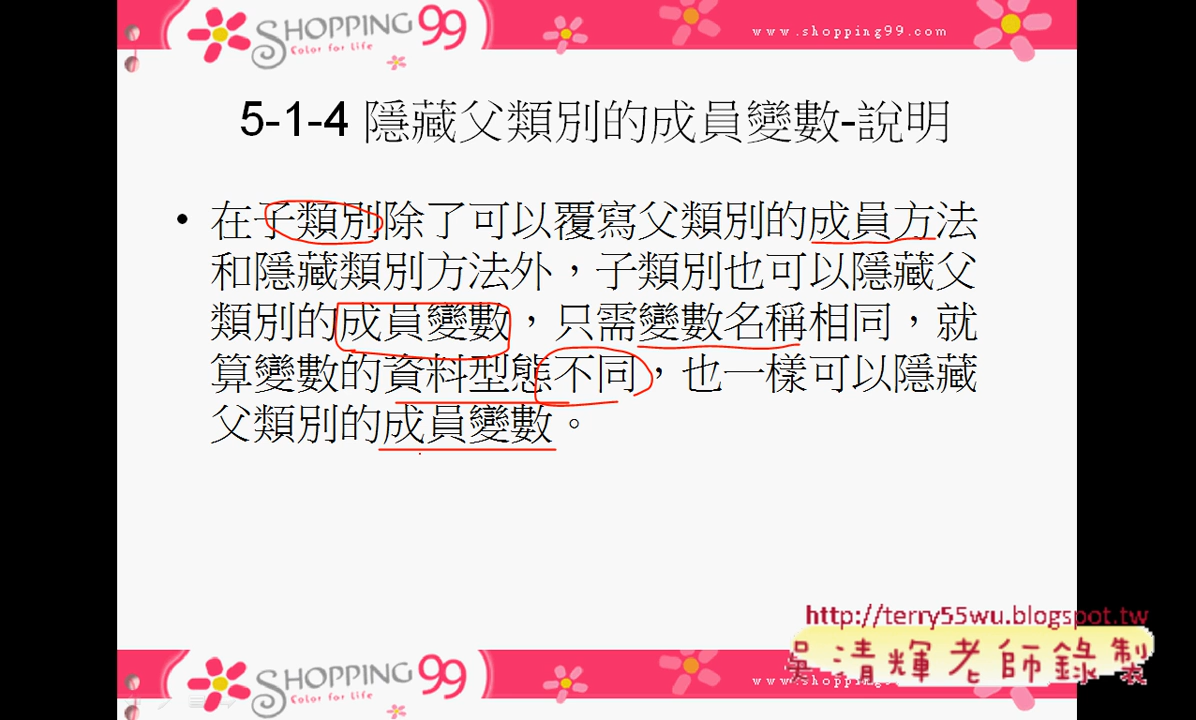 SHOPPING 99
Color for Life
www.shopping99.com
5-1-4 隱藏父類別的成員變數-說明
• 在子類別除了可以覆寫父類別的成員方法
和隱藏類別方法外，子類別也可以隱藏父
類別的成員變數，只需變數名稱相同，就
算變數的資料型態不同，也一樣可以隱藏
父類別的成員變數。
http://terry55wu.blogspot.tw
吳清輝老師錄製
SHOPPING 99
Color for Life